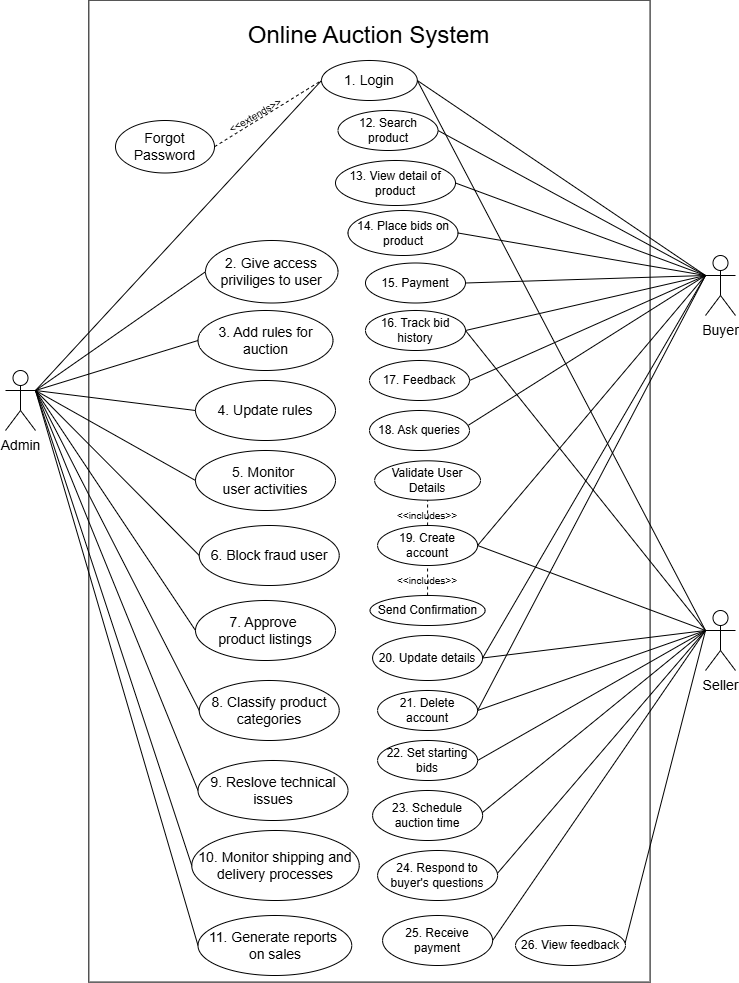 Online Auction System
1. Login
<<extends>>
Forgot
Password
12. Search
product
13. View detail of
product
14. Place bids on
product
2. Give access
priviliges to user
15. Payment
Buyer
3. Add rules for
auction
16. Track bid
history
17. Feedback
Admin
4. Update rules
18. Ask queries
5. Monitor
user activities
Validate User
Details
<<includes>>
6. Block fraud user
19. Create
account
<<includes>>
7. Approve
product listings
Send Confirmation
20. Update details
Seller
8. Classify product
categories
21. Delete
account
22. Set starting
bids
9. Reslove technical
issues
23. Schedule
auction time
10. Monitor shipping and
delivery processes
24. Respond to
buyer's questions
11. Generate reports
on sales
25. Receive
payment
26. View feedback